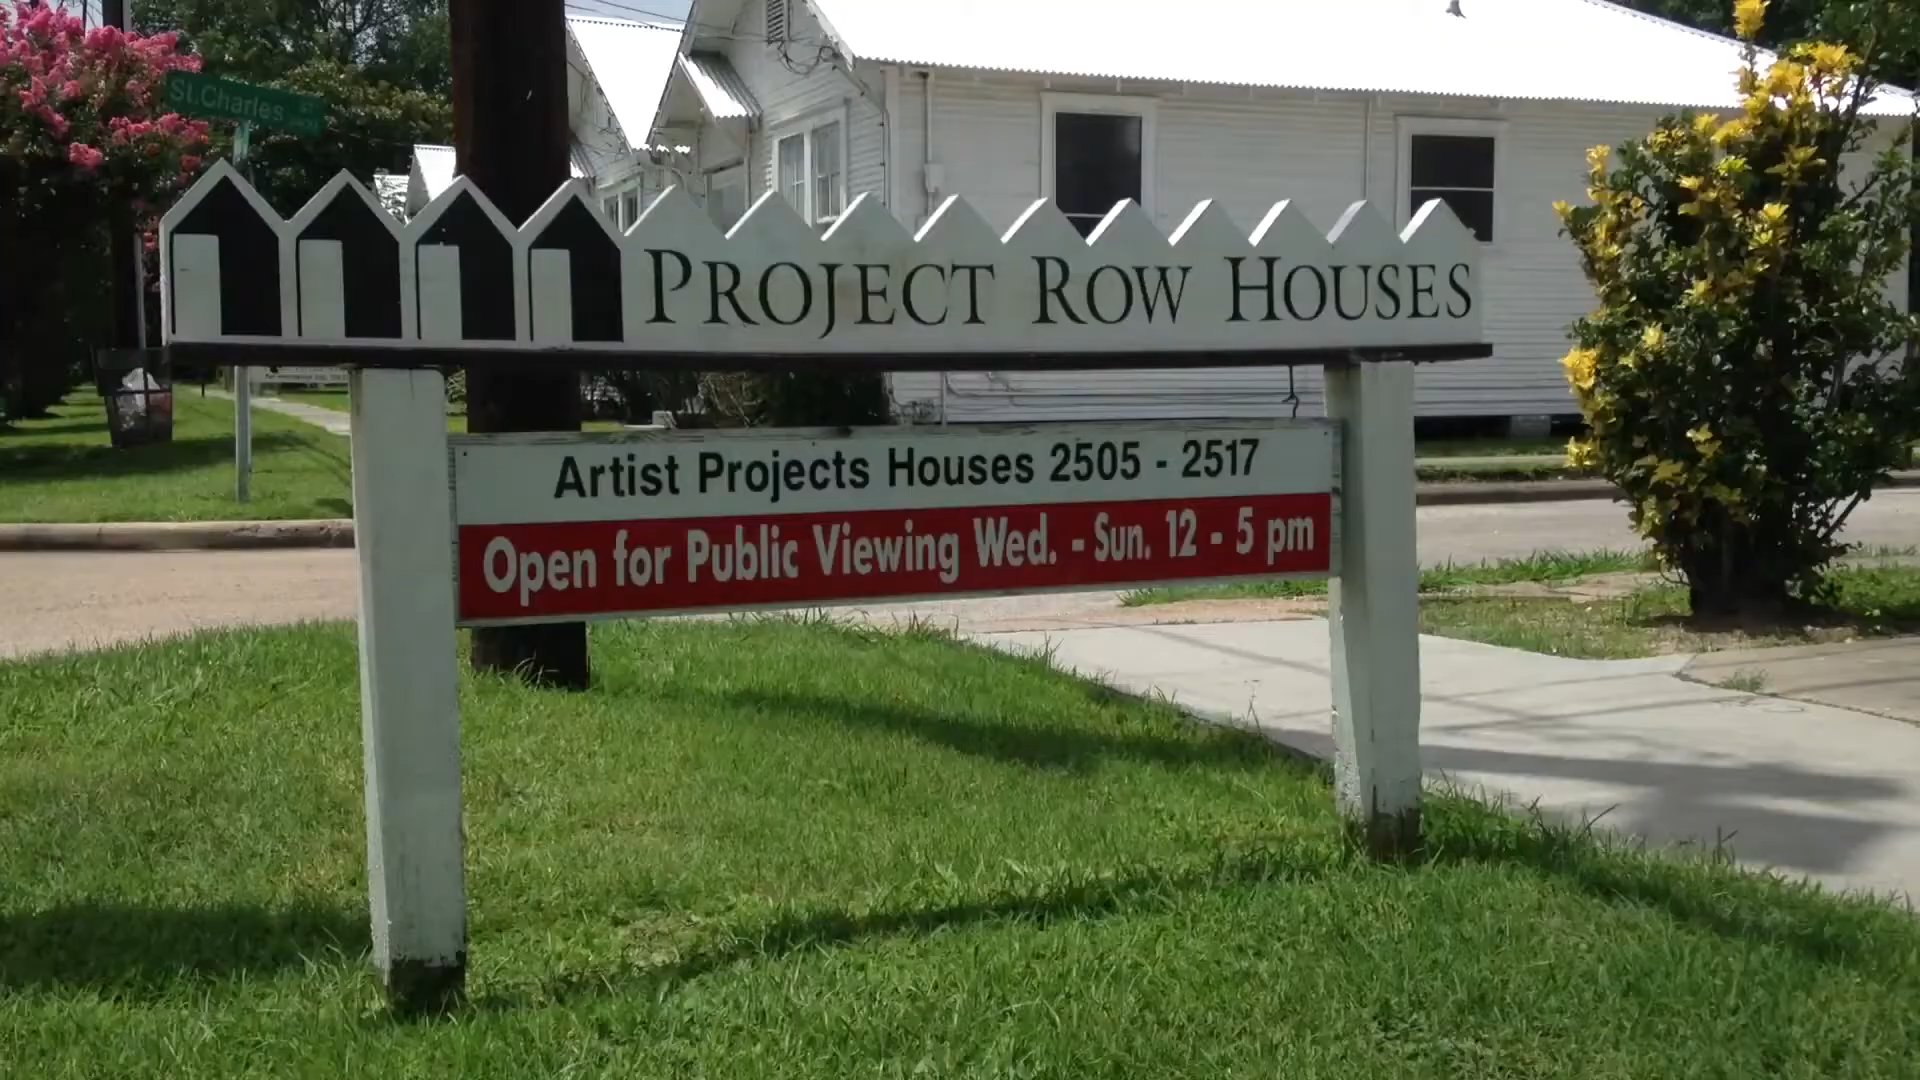 St. Charles ST
PROJECT ROW HOUSES
Artist Projects Houses 2505 - 2517
Open for Public Viewing Wed. - Sun. 12 - 5 pm